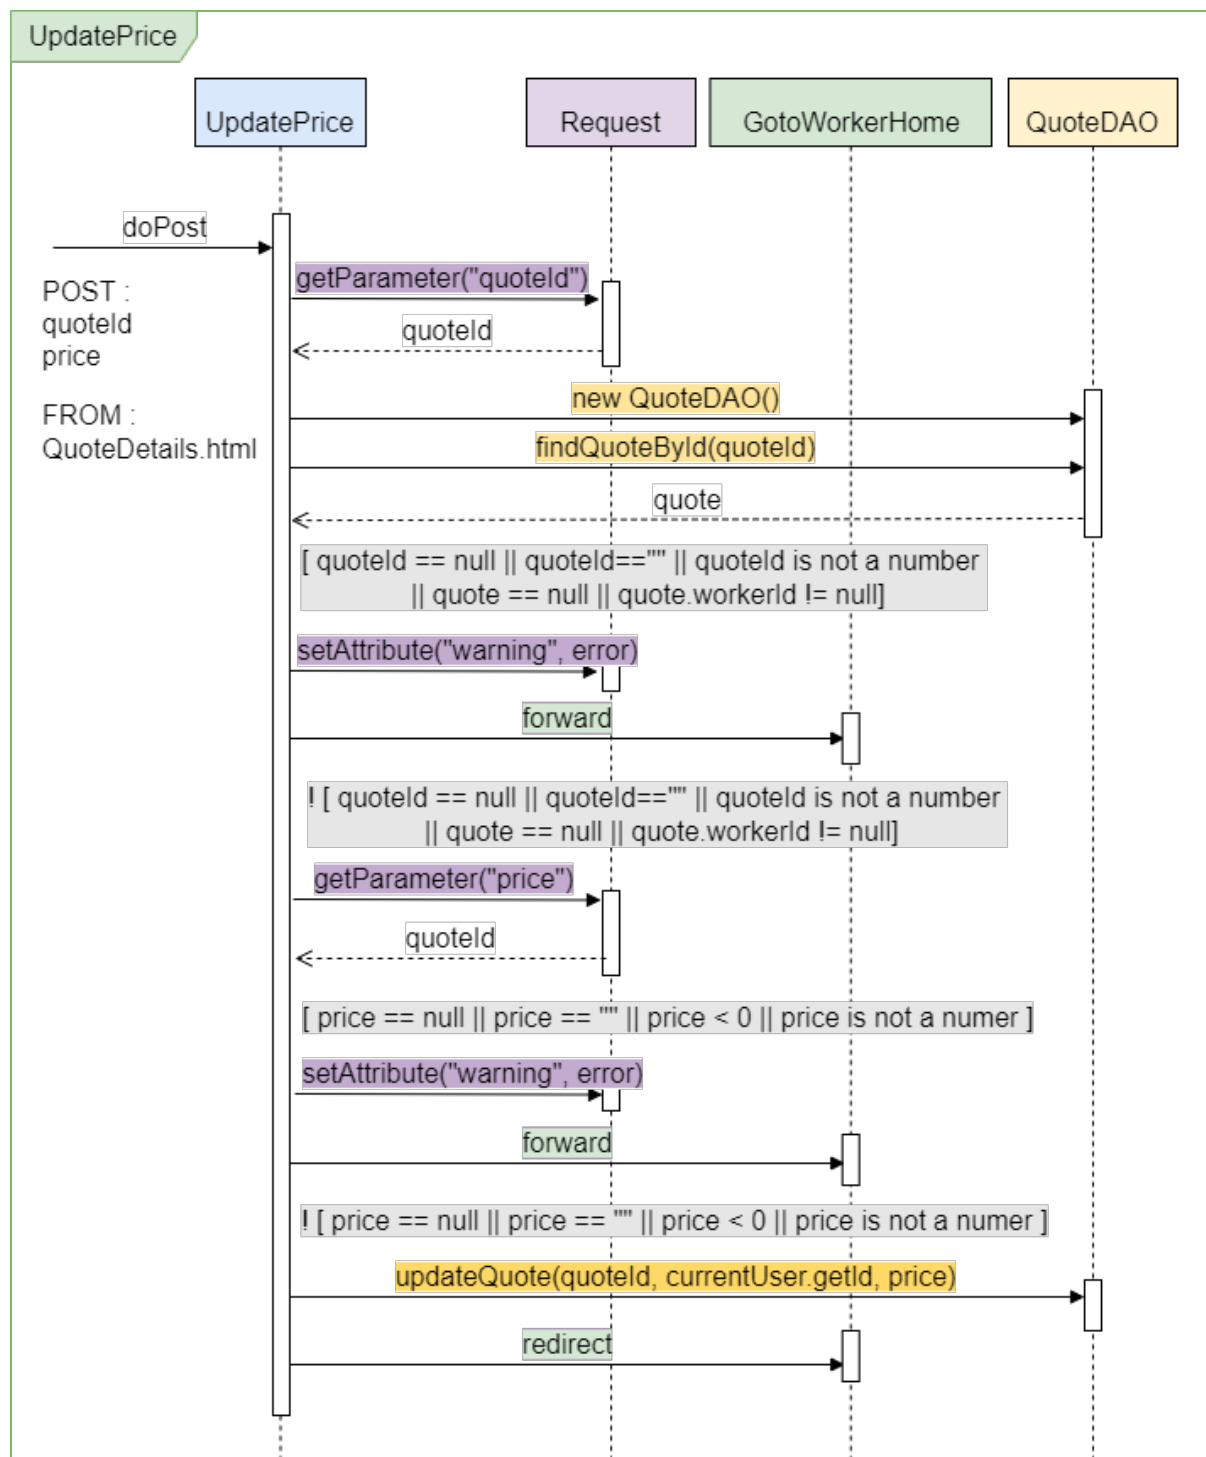 UpdatePrice
UpdatePrice
Request
GotoWorkerHome
QuoteDAO
doPost
POST :
quoteId
price
FROM :
QuoteDetails.html
getParameter("quoteId")
quoteId
new QuoteDAO()
findQuoteById(quoteId)
quote
[ quoteId == null || quoteId=="" || quoteId is not a number
|| quote == null || quote.workerId != null]
setAttribute("warning", error)
forward
! [ quoteId == null || quoteId=="" || quoteId is not a number
|| quote == null || quote.workerId != null]
getParameter("price")
quoteId
[ price == null || price == "" || price < 0 || price is not a numer ]
setAttribute("warning", error)
forward
! [ price == null || price == "" || price < 0 || price is not a numer ]
updateQuote(quoteId, currentUser.getId, price)
redirect